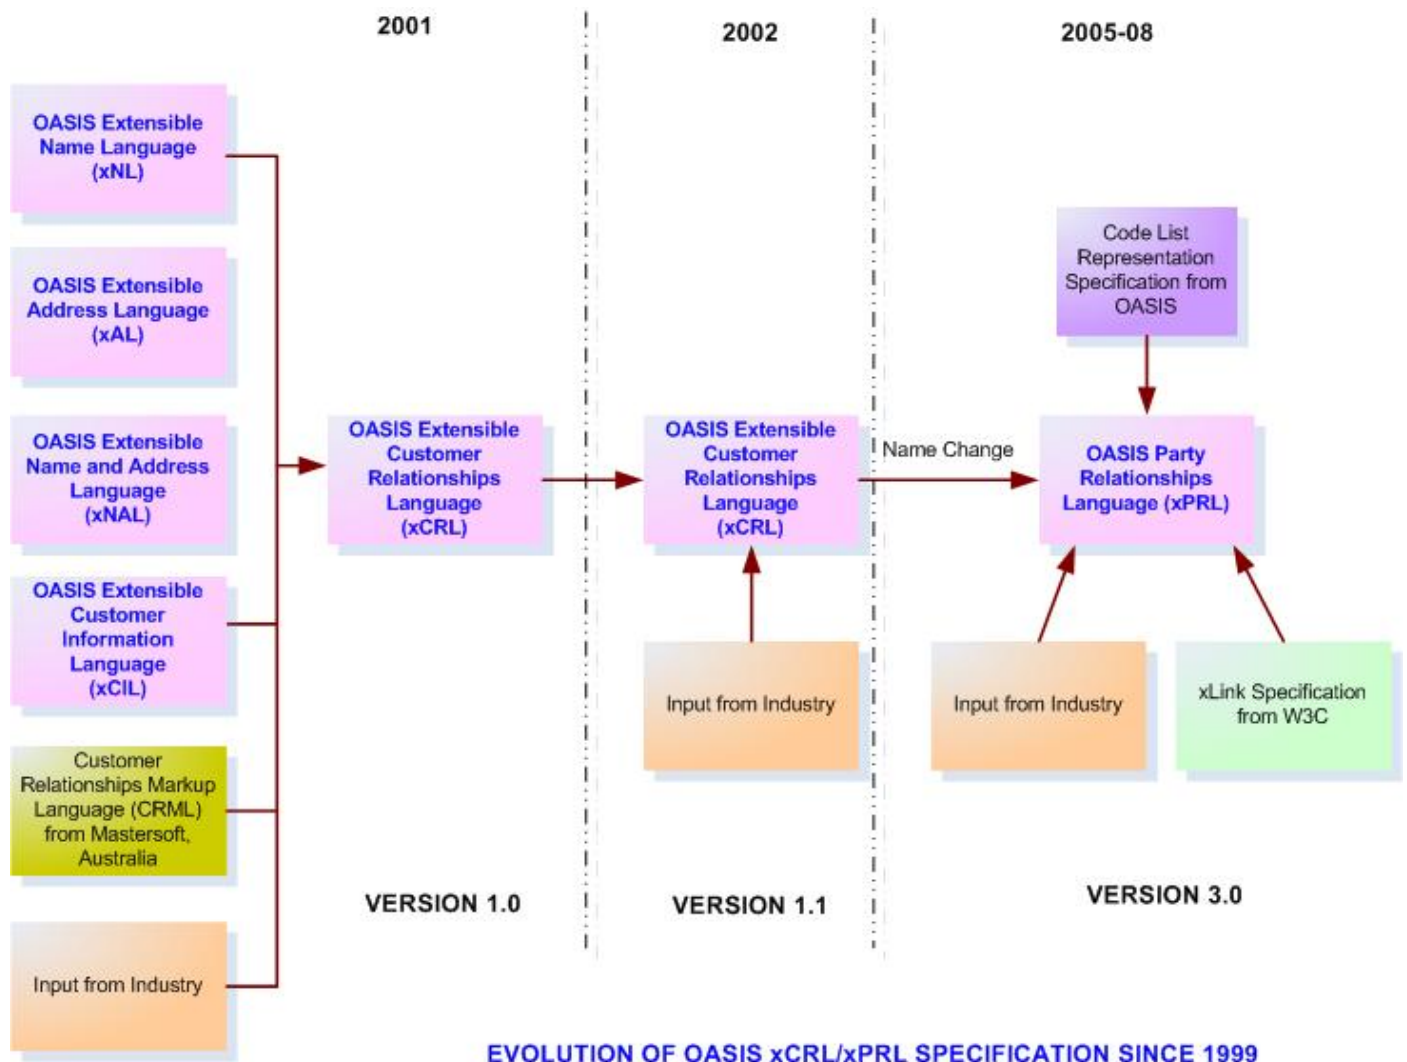 2001
2002
2005-08
OASIS Extensible
Name Language
(xNL)
OASIS Extensible
Address Language
(xAL)
OASIS Extensible
Name and Address
Language
(xNAL)
OASIS Extensible
Customer
Information
Language
(xCIL)
Customer
Relationships Markup
Language (CRML)
from Mastersoft,
Australia
Input from Industry
OASIS Extensible
Customer
Relationships
Language
(xCRL)
VERSION 1.0
OASIS Extensible
Customer
Relationships
Language
(xCRL)
Input from Industry
VERSION 1.1
Name Change
Code List
Representation
Specification from
OASIS
OASIS Party
Relationships
Language (xPRL)
Input from Industry
xLink Specification
from W3C
VERSION 3.0
EVOLUTION OF OASIS xCRL/xPRL SPECIFICATION SINCE 1999